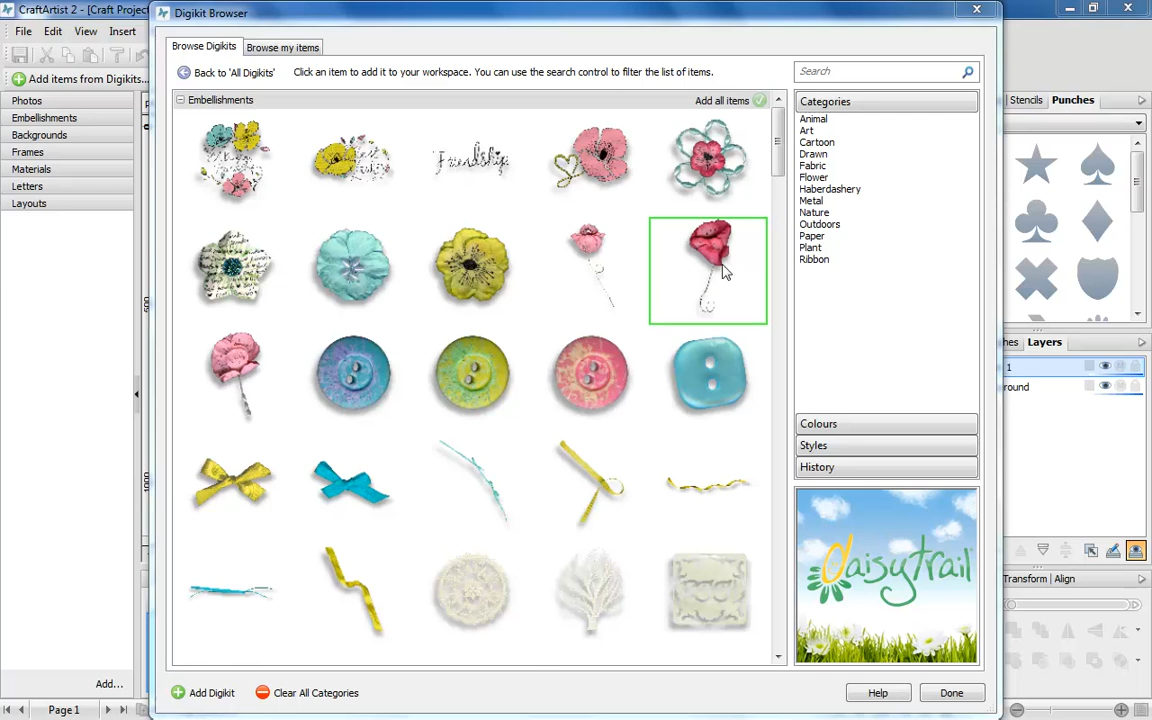 CraftArtist 2 - [Craft Project
Digikit Browser
File Edit View Insert
Browse Digikits
Browse my items
Add items from Digikits...
Back to 'All Digikits'
Click an item to add it to your workspace. You can use the search control to filter the list of items.
Search
Photos
Embellishments
Backgrounds
Frames
Materials
Letters
Layouts
Embellishments
Add all items
Friendship
Categories
Animal
Art
Cartoon
Drawn
Fabric
Flower
Haberdashery
Metal
Nature
Outdoors
Paper
Plant
Ribbon
Colours
Styles
History
daisytrail
Stencils
Punches
Layers
1
ound
Transform
Align
500
1000
Add...
Page 1
Add Digikit
Clear All Categories
Help
Done